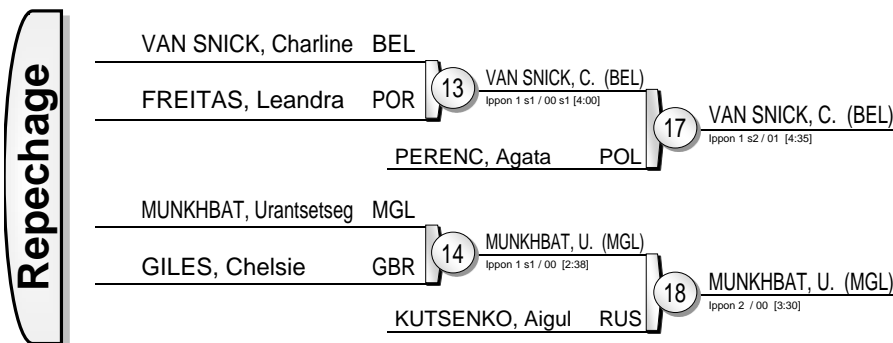 Repechage
VAN SNICK, Charline BEL
FREITAS, Leandra POR
13
VAN SNICK, C. (BEL)
Ippon 1 s1 / 00 s1 [4:00]
PERENC, Agata POL
17
VAN SNICK, C. (BEL)
Ippon 1 s2 / 01 [4:35]
MUNKHBAT, Urantsetseg MGL
GILES, Chelsie GBR
14
MUNKHBAT, U. (MGL)
Ippon 1 s1 / 00 [2:38]
KUTSENKO, Aigul RUS
18
MUNKHBAT, U. (MGL)
Ippon 2 / 00 [3:30]